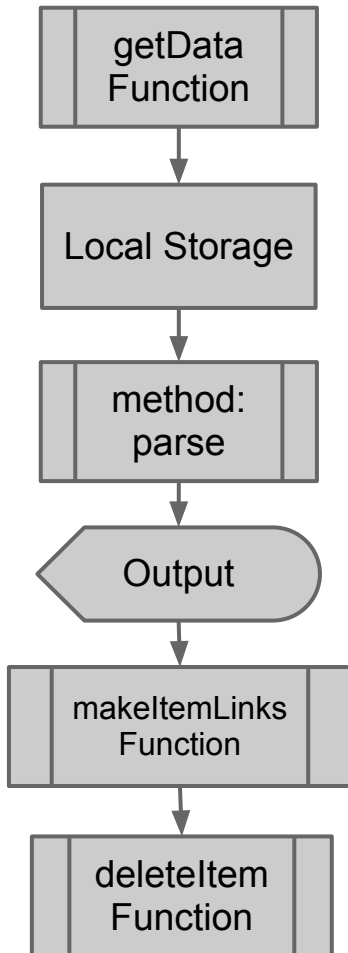 getData
Function
Local Storage
method:
parse
Output
makeItemLinks
Function
deleteItem
Function